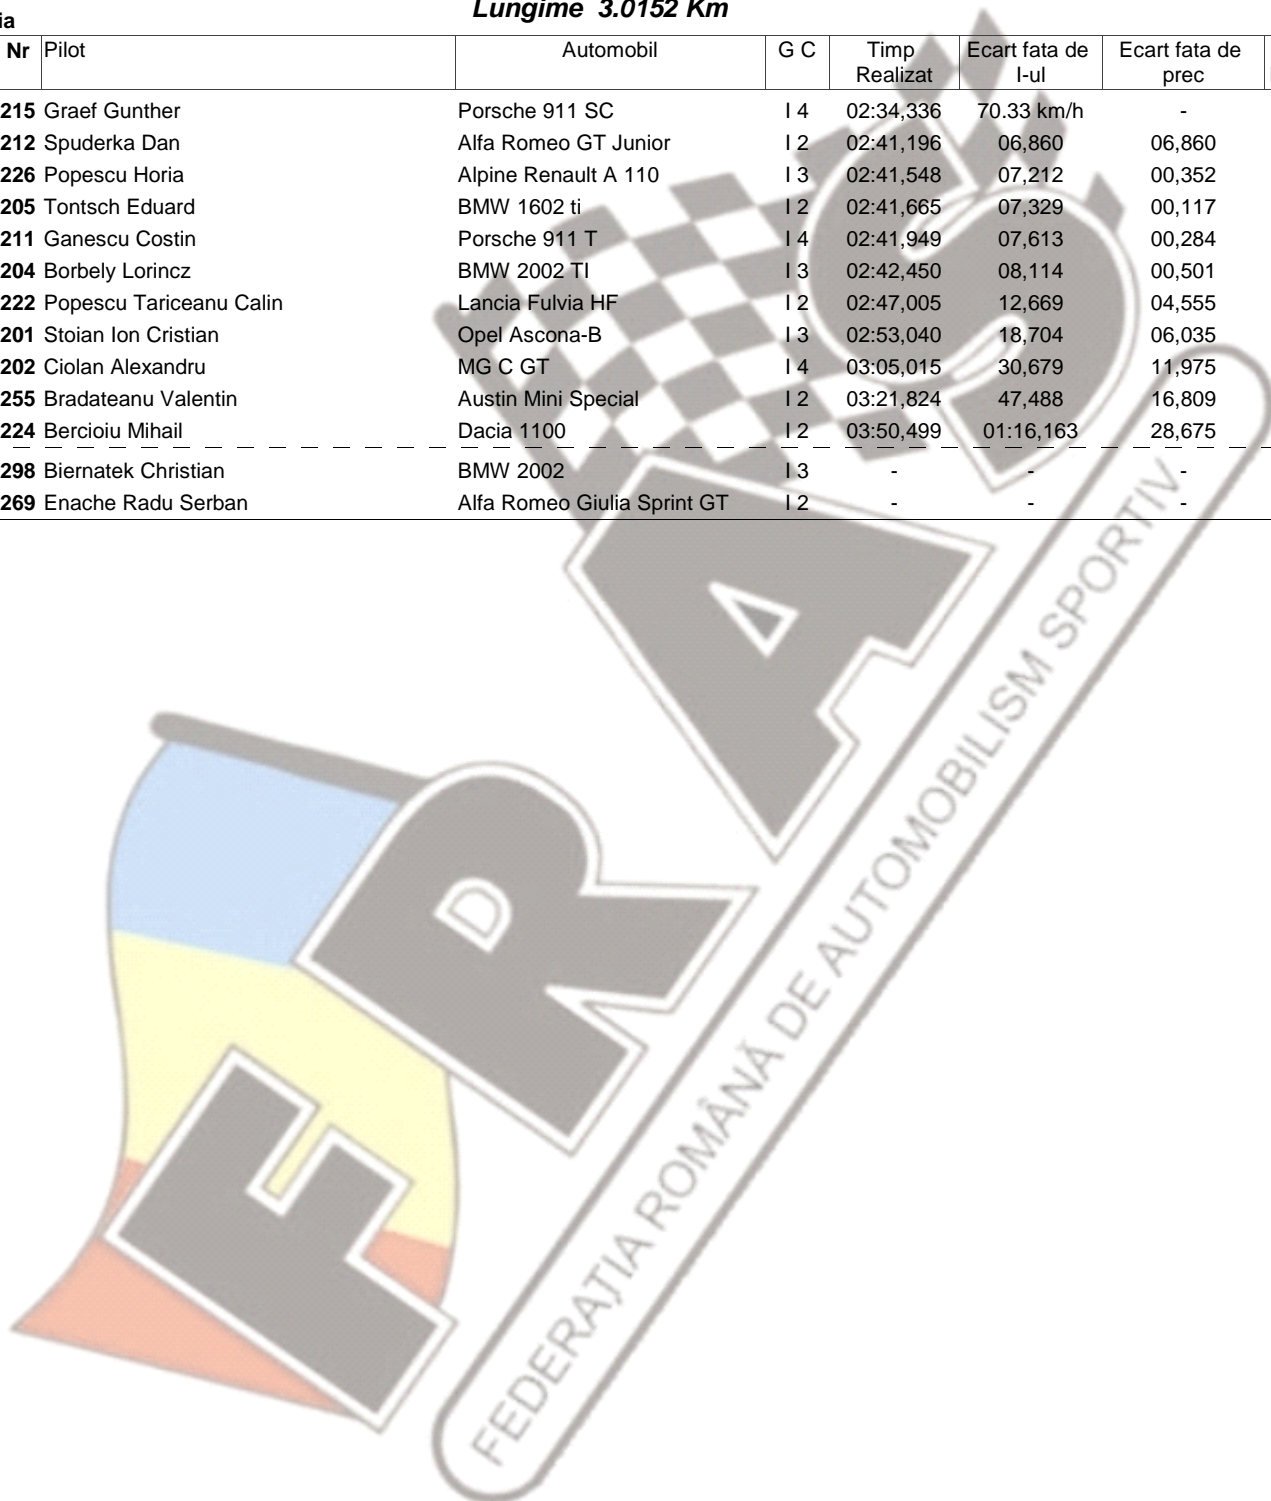 Lungime 3.0152 Km
ia
Nr Pilot Automobil G C Timp Realizat Ecart fata de I-ul Ecart fata de prec
215 Graef Gunther Porsche 911 SC I 4 02:34,336 70.33 km/h -
212 Spuderka Dan Alfa Romeo GT Junior I 2 02:41,196 06,860 06,860
226 Popescu Horia Alpine Renault A 110 I 3 02:41,548 07,212 00,352
205 Tontsch Eduard BMW 1602 ti I 2 02:41,665 07,329 00,117
211 Ganescu Costin Porsche 911 T I 4 02:41,949 07,613 00,284
204 Borbely Lorincz BMW 2002 TI I 3 02:42,450 08,114 00,501
222 Popescu Tariceanu Calin Lancia Fulvia HF I 2 02:47,005 12,669 04,555
201 Stoian Ion Cristian Opel Ascona-B I 3 02:53,040 18,704 06,035
202 Ciolan Alexandru MG C GT I 4 03:05,015 30,679 11,975
255 Bradateanu Valentin Austin Mini Special I 2 03:21,824 47,488 16,809
224 Bercioiu Mihail Dacia 1100 I 2 03:50,499 01:16,163 28,675
298 Biernatek Christian BMW 2002 I 3 - - -
269 Enache Radu Serban Alfa Romeo Giulia Sprint GT I 2 - - -
FRAS
FEDERAȚIA ROMÂNĂ DE AUTOMOBILISM SPORTIV